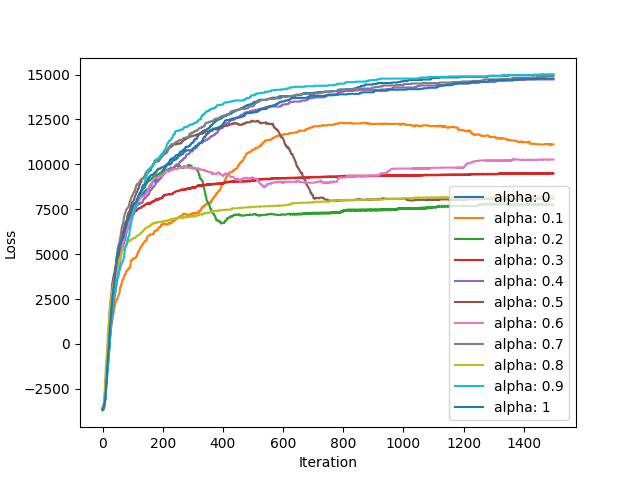 15000
12500
10000
7500
5000
2500
0
−2500
Loss
0
200
400
600
800
1000
1200
1400
Iteration
alpha: 0
alpha: 0.1
alpha: 0.2
alpha: 0.3
alpha: 0.4
alpha: 0.5
alpha: 0.6
alpha: 0.7
alpha: 0.8
alpha: 0.9
alpha: 1